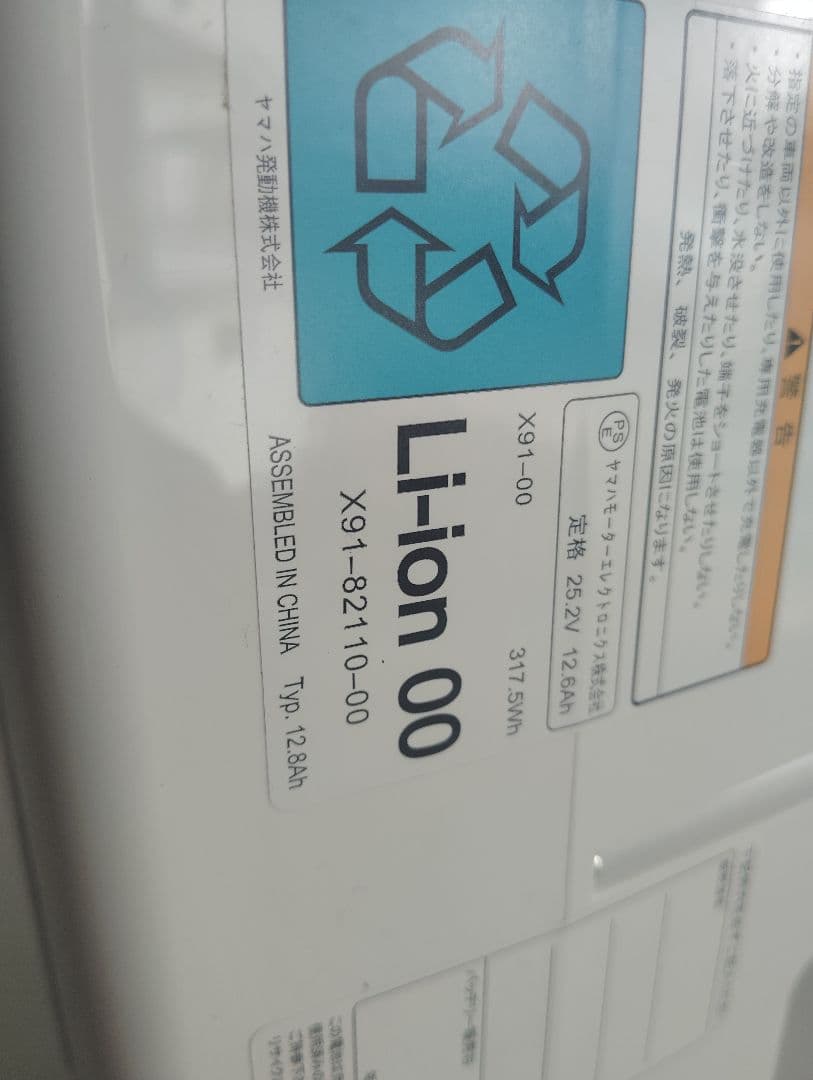 警告
・指定の車両以外に使用したり、専用充電器以外で充電したりしない。
・分解や改造をしない。
・火に近づけたり、水没させたり、端子をショートさせたりしない。
・落下させたり、衝撃を与えたりした電池は使用しない。
発熱、破裂、発火の原因になります。
PS
E
ヤマハモーターエレクトロニクス株式会社
定格 25.2V 12.6Ah
X91-00
317.5Wh
Li-ion 00
X91-82110-00
ASSEMBLED IN CHINA Typ. 12.8Ah
ヤマハ発動機株式会社